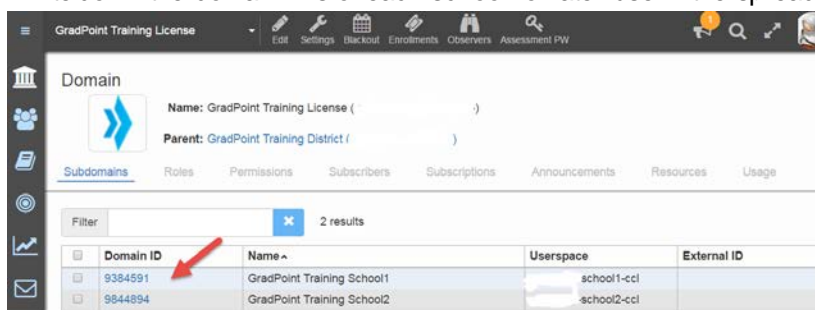 GradPoint Training License
Edit Settings Blackout Enrollments Observers Assessment PW
1
Domain
Name: GradPoint Training License ( )
Parent: GradPoint Training District ( )
Subdomains Roles Permissions Subscribers Subscriptions Announcements Resources Usage
Filter 2 results
Domain ID Name Userspace External ID
9384591 GradPoint Training School1 school1-ccl
9844894 GradPoint Training School2 -school2-ccl